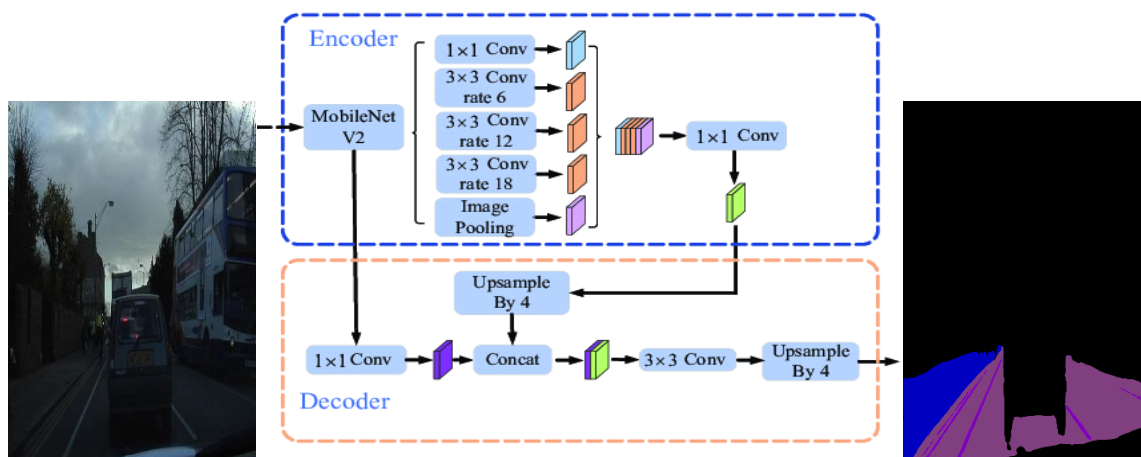 Encoder
1×1 Conv
3×3 Conv
rate 6
MobileNet
V2
3×3 Conv
rate 12
1×1 Conv
3×3 Conv
rate 18
Image
Pooling
Upsample
By 4
1×1 Conv
Concat
3×3 Conv
Upsample
By 4
Decoder